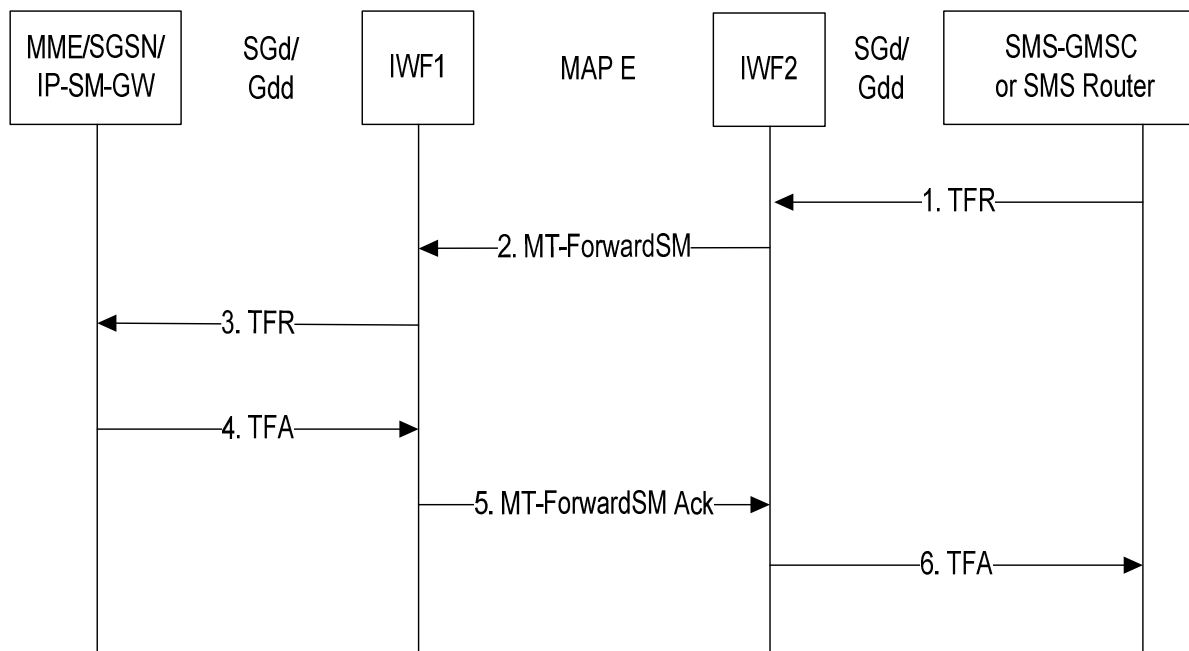 MME/SGSN/
IP-SM-GW
SGd/
Gdd
IWF1
MAP E
IWF2
SGd/
Gdd
SMS-GMSC
or SMS Router
1. TFR
2. MT-ForwardSM
3. TFR
4. TFA
5. MT-ForwardSM Ack
6. TFA